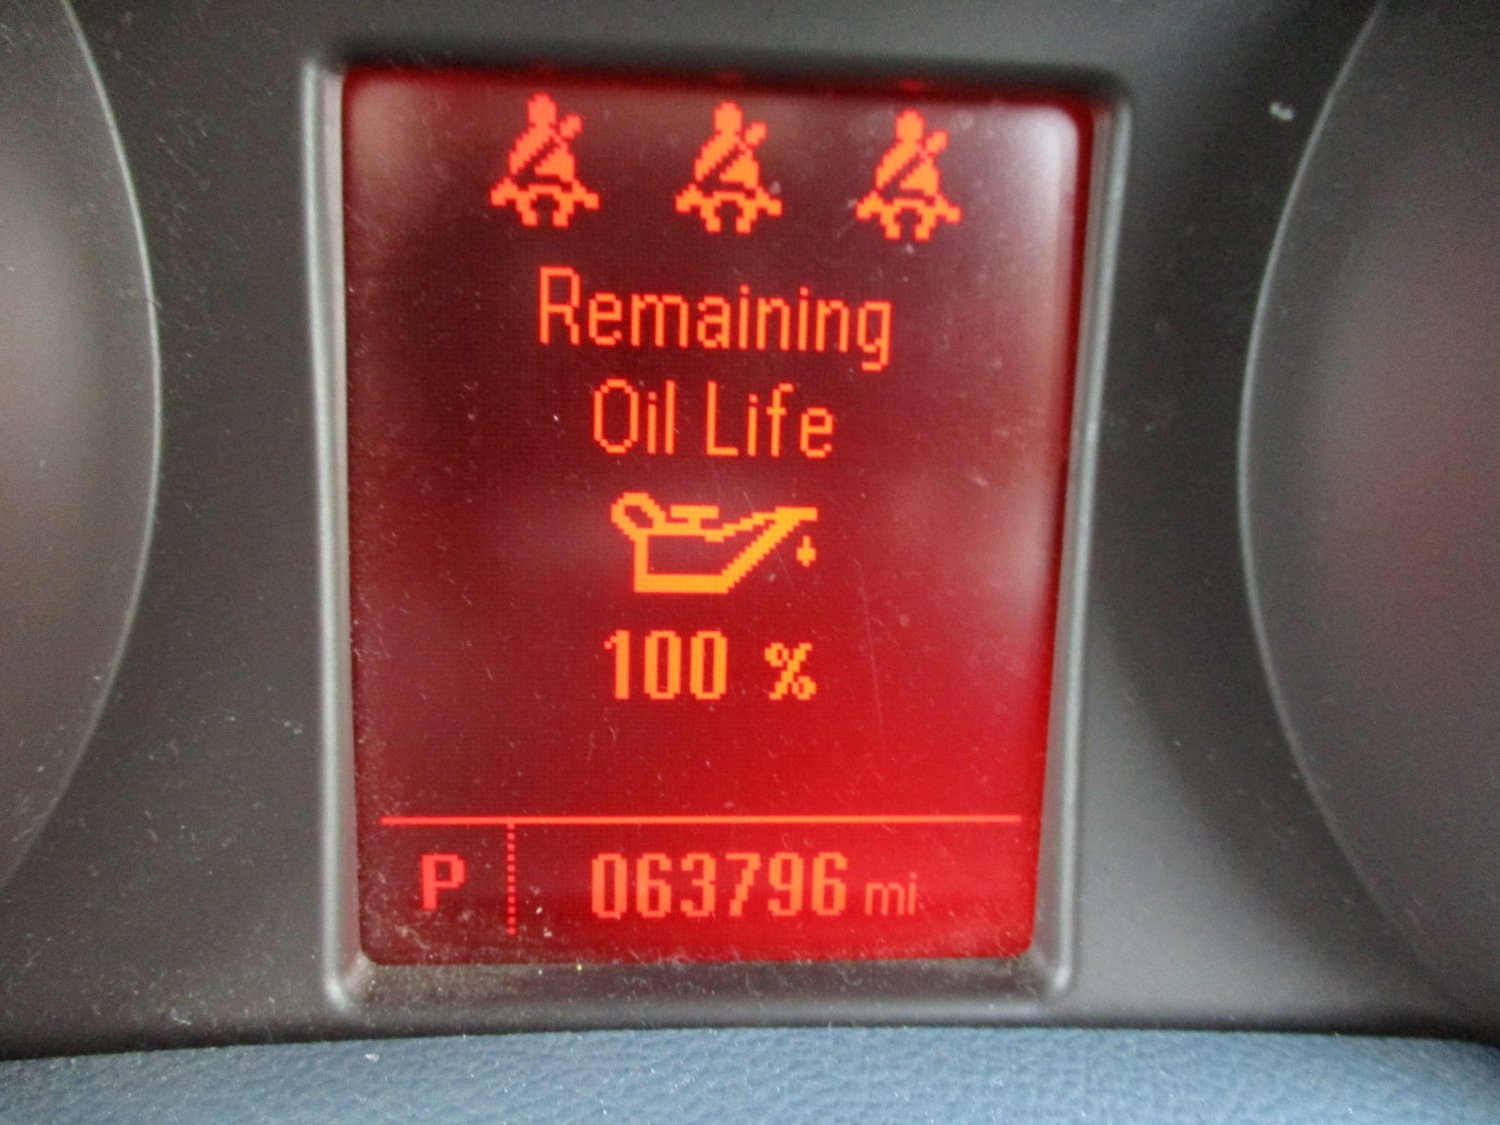 Remaining
Oil Life
100 %
P 063796 mi